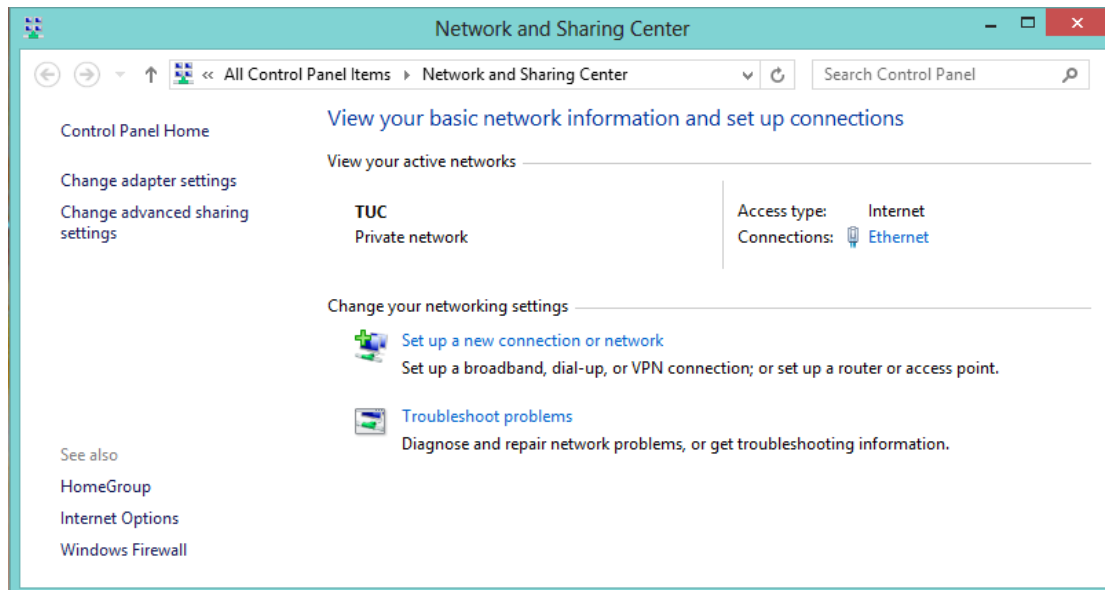 Network and Sharing Center
« All Control Panel Items Network and Sharing Center
Search Control Panel
Control Panel Home
Change adapter settings
Change advanced sharing
settings
See also
HomeGroup
Internet Options
Windows Firewall
View your basic network information and set up connections
View your active networks
TUC
Private network
Access type: Internet
Connections: Ethernet
Change your networking settings
Set up a new connection or network
Set up a broadband, dial-up, or VPN connection; or set up a router or access point.
Troubleshoot problems
Diagnose and repair network problems, or get troubleshooting information.